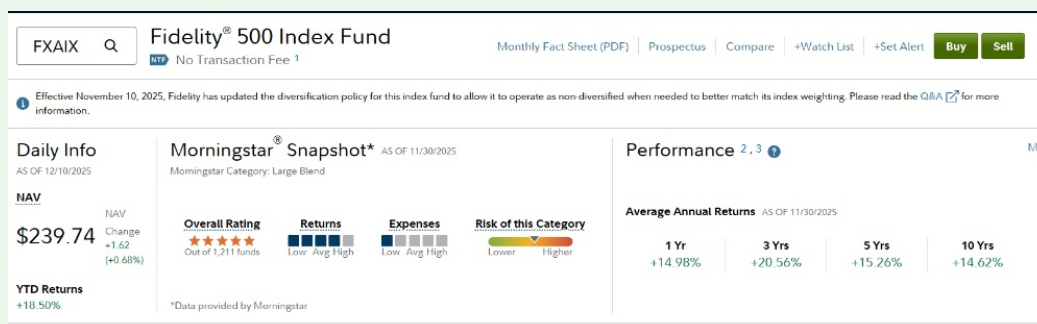 FXAIX
Fidelity® 500 Index Fund
NTF No Transaction Fee 1
Monthly Fact Sheet (PDF)
Prospectus
Compare
+Watch List
+Set Alert
Buy
Sell
Effective November 10, 2025, Fidelity has updated the diversification policy for this index fund to allow it to operate as non-diversified when needed to better match its index weighting. Please read the Q&A for more
information.
Daily Info
AS OF 12/10/2025
NAV
$239.74
NAV
Change
+1.62
(+0.68%)
YTD Returns
+18.50%
Morningstar® Snapshot* AS OF 11/30/2025
Morningstar Category: Large Blend
Overall Rating
Out of 1,211 funds
Returns
Low Avg High
Expenses
Low Avg High
Risk of this Category
Lower Higher
*Data provided by Morningstar
Performance 2,3 ?
M
Average Annual Returns AS OF 11/30/2025
1 Yr
+14.98%
3 Yrs
+20.56%
5 Yrs
+15.26%
10 Yrs
+14.62%